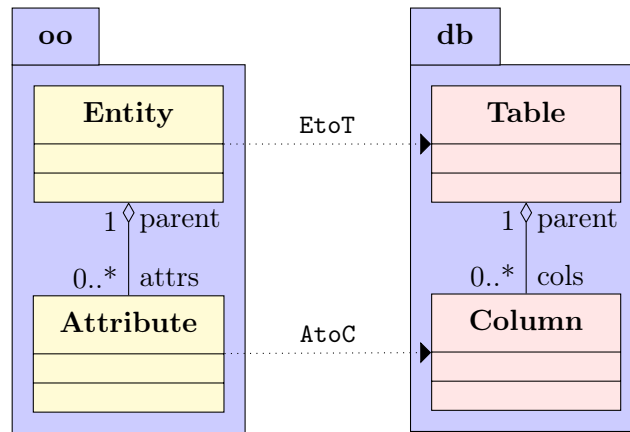 oo
db
Entity
EtoT
Table
1 parent
1 parent
0..* attrs
0..* cols
Attribute
AtoC
Column